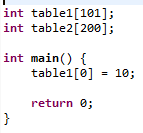 int table1[101];
int table2[200];
int main() {
table1[0] = 10;
return 0;
}